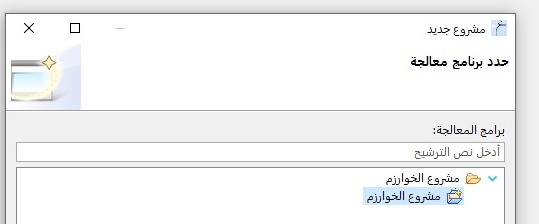 مشروع جديد
حدد برنامج معالجة
برامج المعالجة:
أدخل نص الترشيح
مشروع الخوارزم
مشروع الخوارزم